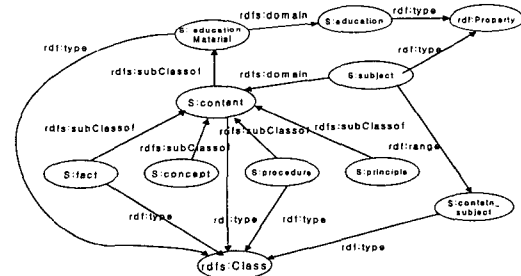 rdfs:domain
S:education
rdf:type
S:education
Material
rdf:Property
rdf:type
rdfs:subClassof
rdfs:domain
S:subject
rdf:type
S:content
rdfs:subClassof
rdfs:subClassof
rdfs:subClassof
rdfs:subClassof
rdf:range
S:fact
S:concept
S:procedure
S:principle
S:contetn_
subject
rdf:type
rdf:type
rdf:type
rdf:type
rdfs:Class